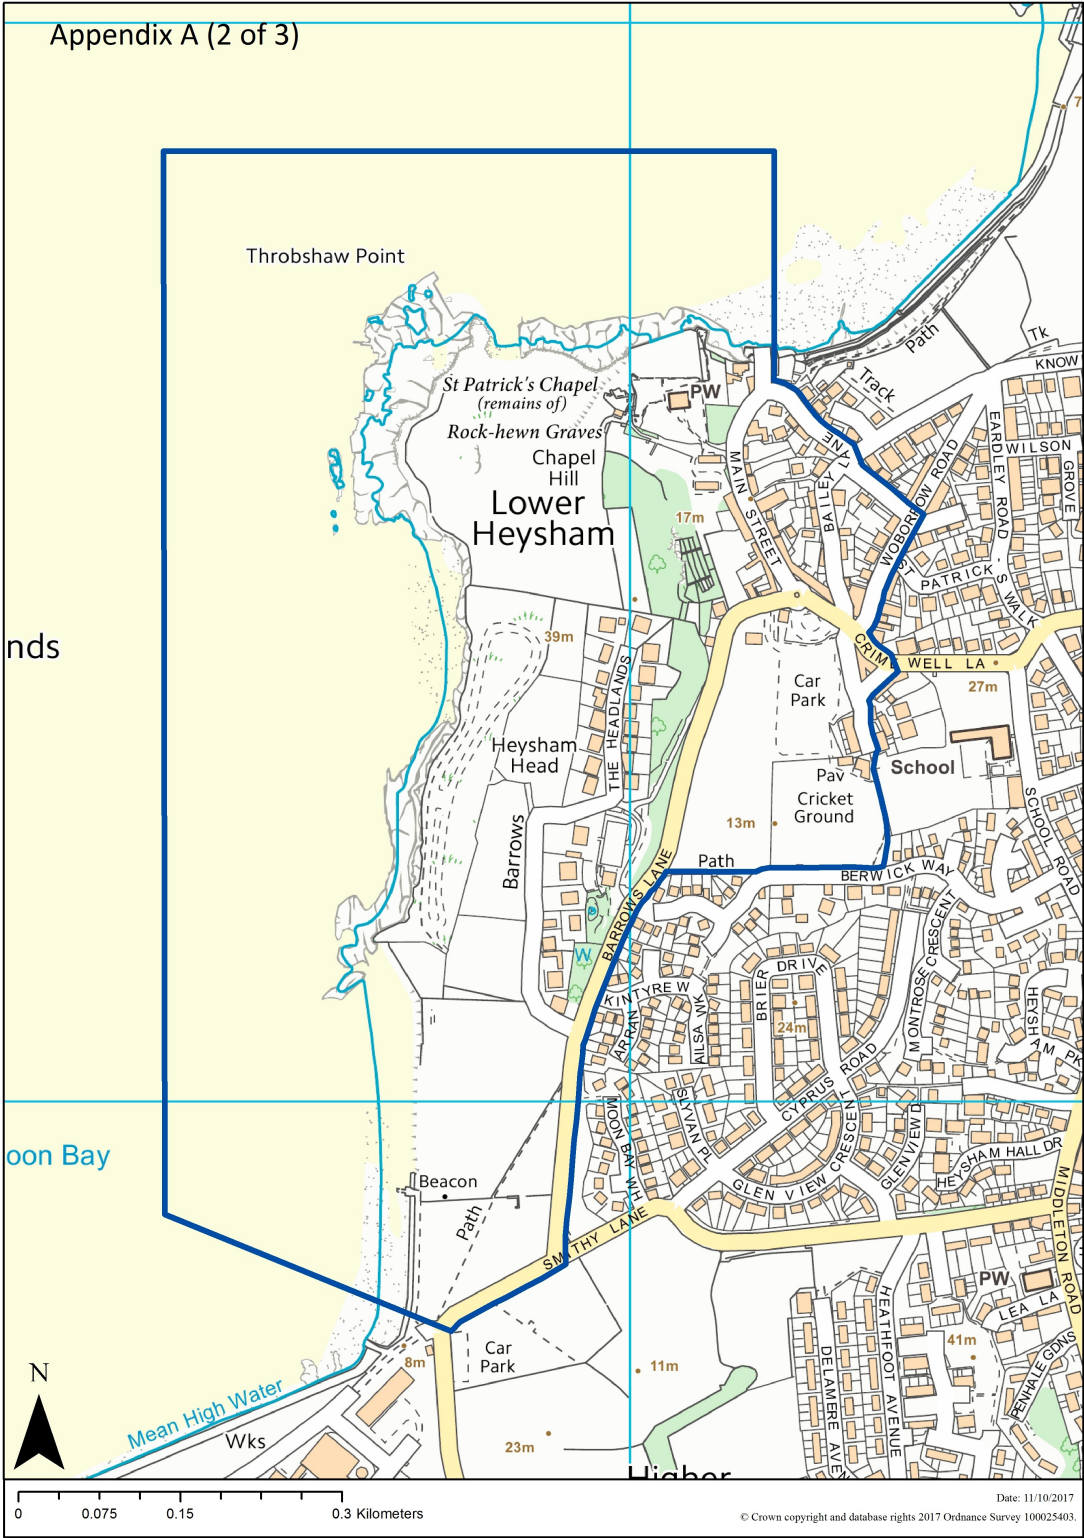 Appendix A (2 of 3)
7
Throbshaw Point
Path
Tk
KNOW
Track
St Patrick's Chapel
(remains of)
PW
Rock-hewn Graves
Chapel
Hill
Lower
Heysham
17m
MAIN STREET
BAILEY LANE
WOBORROW ROAD
EARDLEY ROAD
WILSON
GROVE
ST PATRICK'S WALK
nds
39m
THE HEADLANDS
CRIMEWELL LA
27m
Car
Park
Heysham
Head
School
Pav
Cricket
Ground
13m
SCHOOL ROAD
Barrows
Path
BERWICK WAY
BARROWS LANE
W
KINTYRE W
ARRAN
AILSA WK
BRIER DRIVE
24m
MONTROSE CRESCENT
HEYSHAM PK
CYPRUS ROAD
SLYVAN PL
MOON BAY WH
GLEN VIEW CRESCENT
GLENVIEW D
HEYSHAM HALL DR
oon Bay
Beacon
Path
SMITHY LANE
MIDDLETON ROAD
PW
LEA LA
HEATHFOOT AVENUE
DELAMERE AVEN
41m
PENHALE GDNS
Car
Park
8m
11m
N
Mean High Water
Wks
23m
Higher
0 0.075 0.15 0.3 Kilometers
Date: 11/10/2017
© Crown copyright and database rights 2017 Ordnance Survey 100025403.